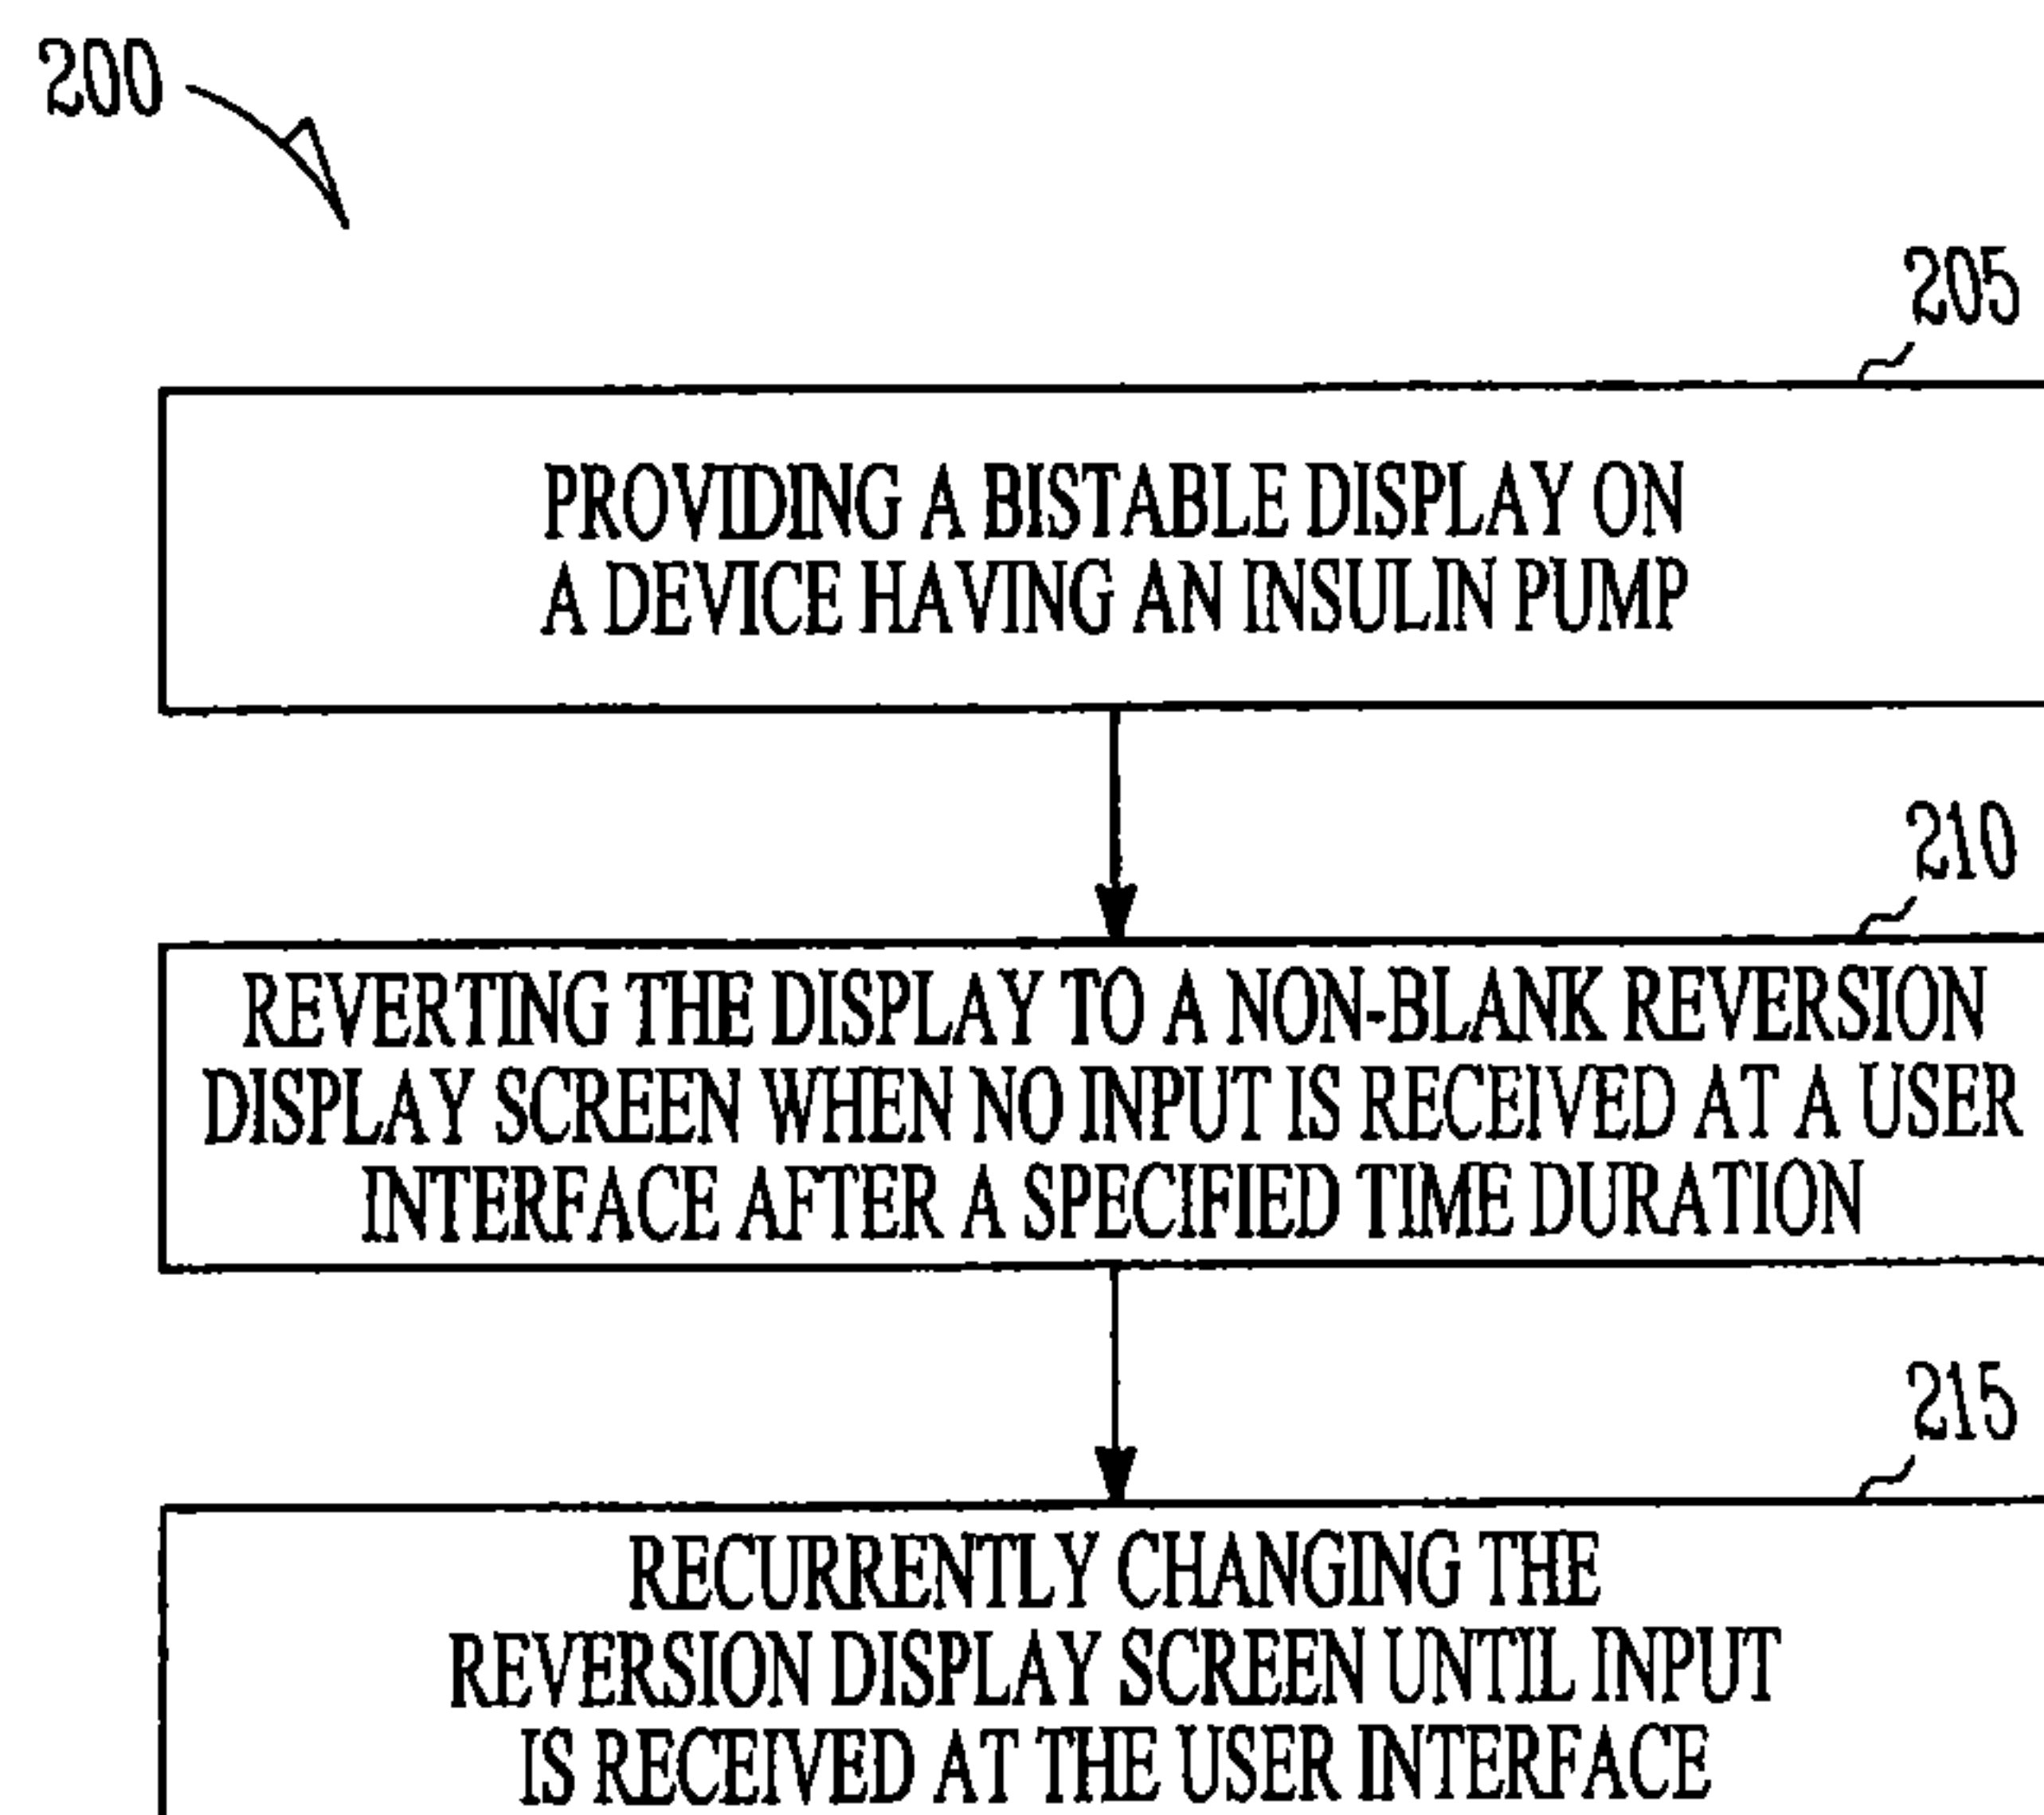 200
205
PROVIDING A BISTABLE DISPLAY ON
A DEVICE HAVING AN INSULIN PUMP
210
REVERTING THE DISPLAY TO A NON-BLANK REVERSION
DISPLAY SCREEN WHEN NO INPUT IS RECEIVED AT A USER
INTERFACE AFTER A SPECIFIED TIME DURATION
215
RECURRENTLY CHANGING THE
REVERSION DISPLAY SCREEN UNTIL INPUT
IS RECEIVED AT THE USER INTERFACE